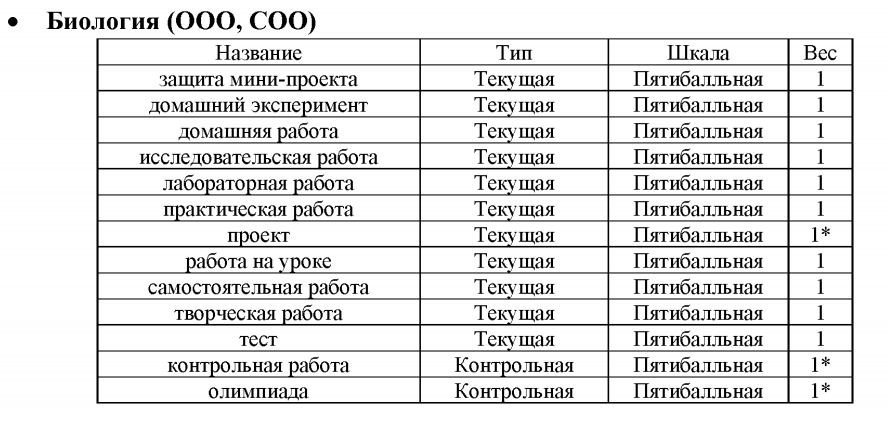 • Биология (ООО, СОО)
Название Тип Шкала Вес
защита мини-проекта Текущая Пятибалльная 1
домашний эксперимент Текущая Пятибалльная 1
домашняя работа Текущая Пятибалльная 1
исследовательская работа Текущая Пятибалльная 1
лабораторная работа Текущая Пятибалльная 1
практическая работа Текущая Пятибалльная 1
проект Текущая Пятибалльная 1*
работа на уроке Текущая Пятибалльная 1
самостоятельная работа Текущая Пятибалльная 1
творческая работа Текущая Пятибалльная 1
тест Текущая Пятибалльная 1
контрольная работа Контрольная Пятибалльная 1*
олимпиада Контрольная Пятибалльная 1*